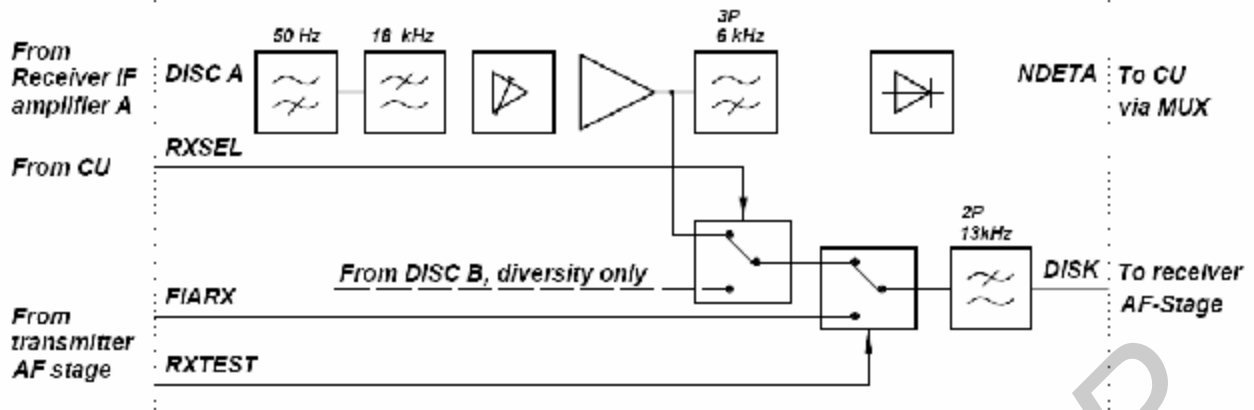 3P
50 Hz
18 kHz
6 kHz
From
Receiver IF
amplifier A
DISC A
NDETA
To CU
via MUX
RXSEL
From CU
2P
13kHz
From DISC B, diversity only
DISK
To receiver
AF-Stage
FIARX
From
transmitter
AF stage
RXTEST